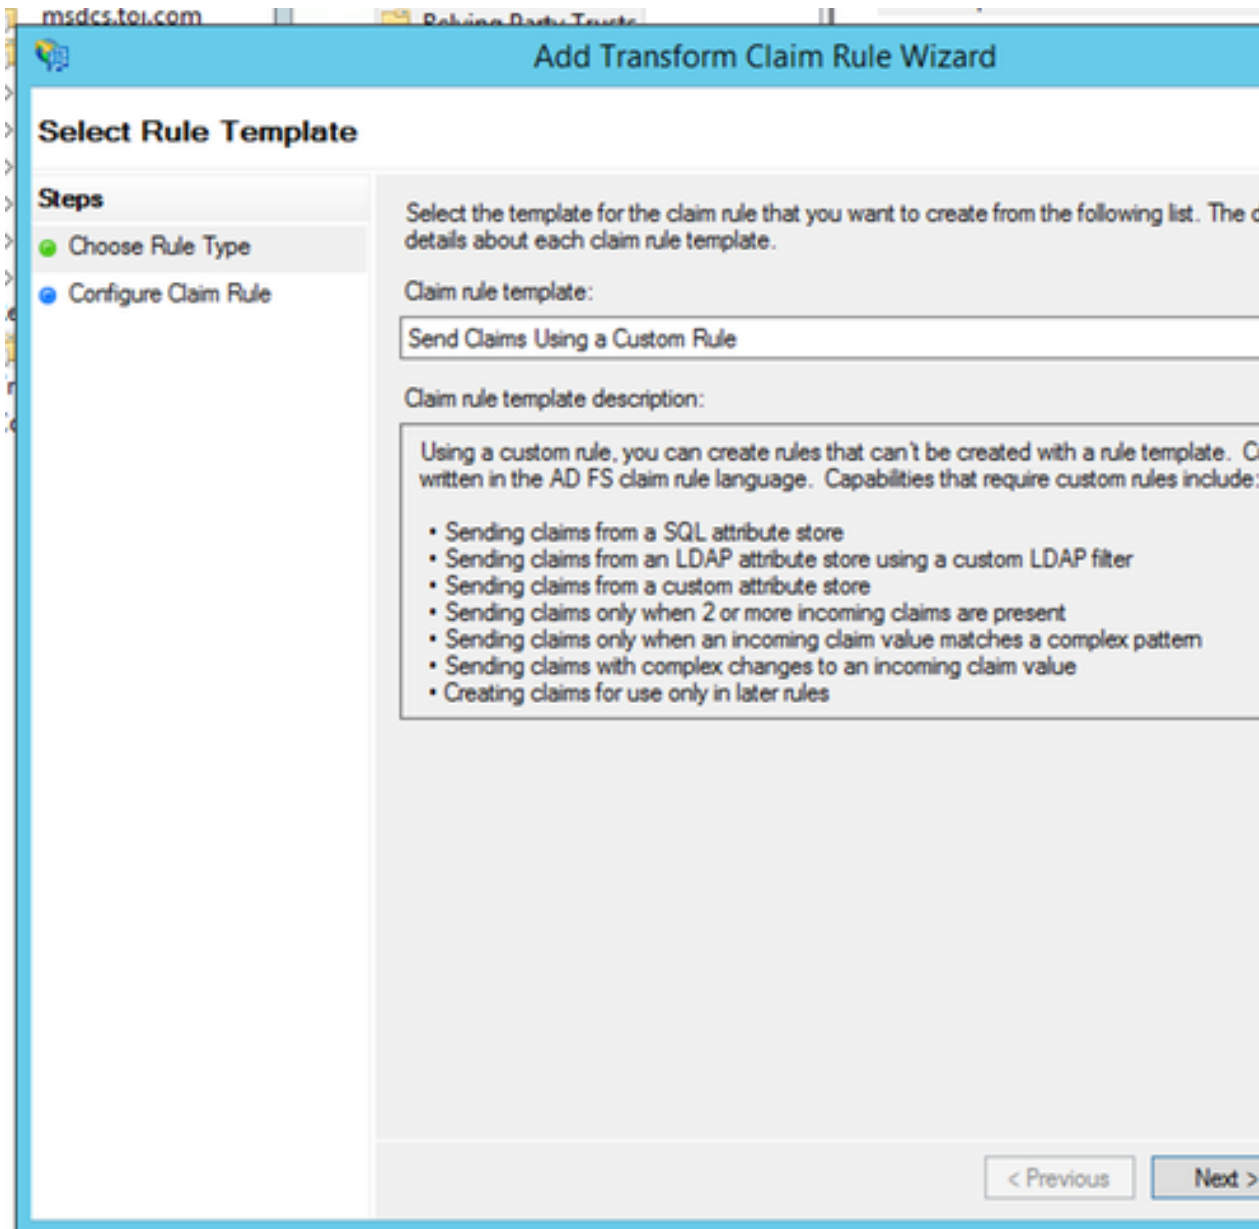 msdcs.toi.com
Relying Party Trusts
Add Transform Claim Rule Wizard
Select Rule Template
Steps
Choose Rule Type
Configure Claim Rule
Select the template for the claim rule that you want to create from the following list. The
details about each claim rule template.
Claim rule template:
Send Claims Using a Custom Rule
Claim rule template description:
Using a custom rule, you can create rules that can't be created with a rule template.
written in the AD FS claim rule language. Capabilities that require custom rules include:
• Sending claims from a SQL attribute store
• Sending claims from an LDAP attribute store using a custom LDAP filter
• Sending claims from a custom attribute store
• Sending claims only when 2 or more incoming claims are present
• Sending claims only when an incoming claim value matches a complex pattern
• Sending claims with complex changes to an incoming claim value
• Creating claims for use only in later rules
< Previous
Next >